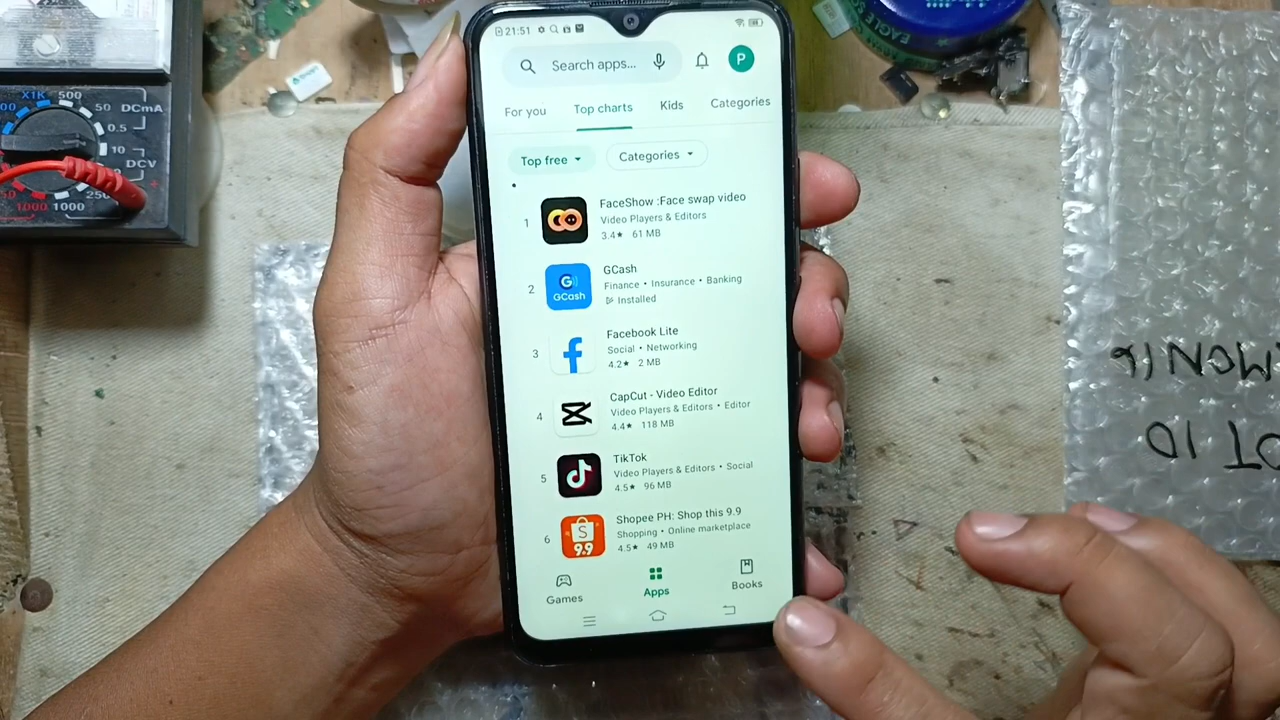 21:51
Search apps...
P
For you Top charts Kids Categories
Top free Categories
1 FaceShow :Face swap video
Video Players & Editors
3.4★ 61 MB
2 GCash
Finance • Insurance • Banking
Installed
G
GCash
3 Facebook Lite
Social • Networking
4.2★ 2 MB
4 CapCut - Video Editor
Video Players & Editors • Editor
4.4★ 118 MB
5 TikTok
Video Players & Editors • Social
4.5★ 96 MB
6 Shopee PH: Shop this 9.9
Shopping • Online marketplace
4.5★ 49 MB
S
9.9
Games Apps Books
X1K 500
50 DCmA
0.5
10
DCV
250
1000 1000
EAGLE